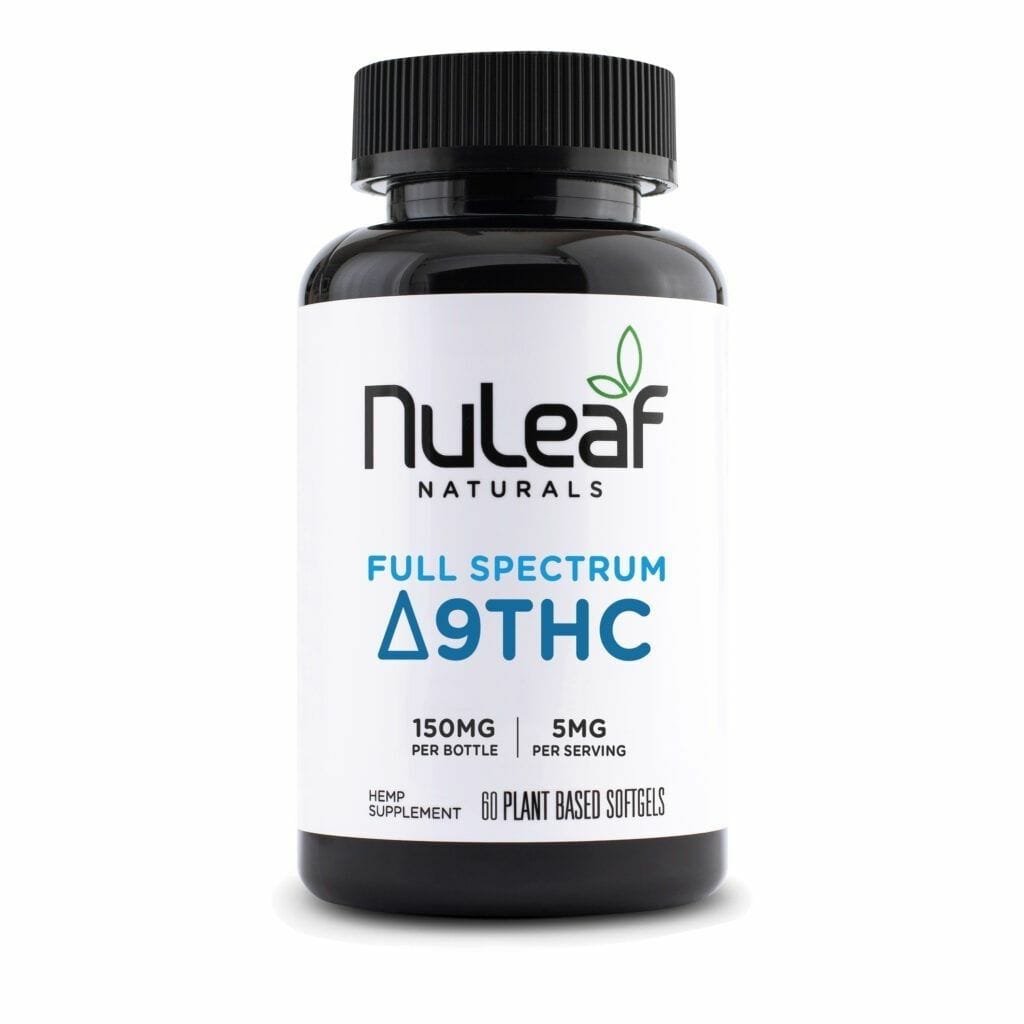 NuLeaf
NATURALS
FULL SPECTRUM
Δ9THC
150MG | 5MG
PER BOTTLE | PER SERVING
HEMP
SUPPLEMENT
60 PLANT BASED SOFTGELS